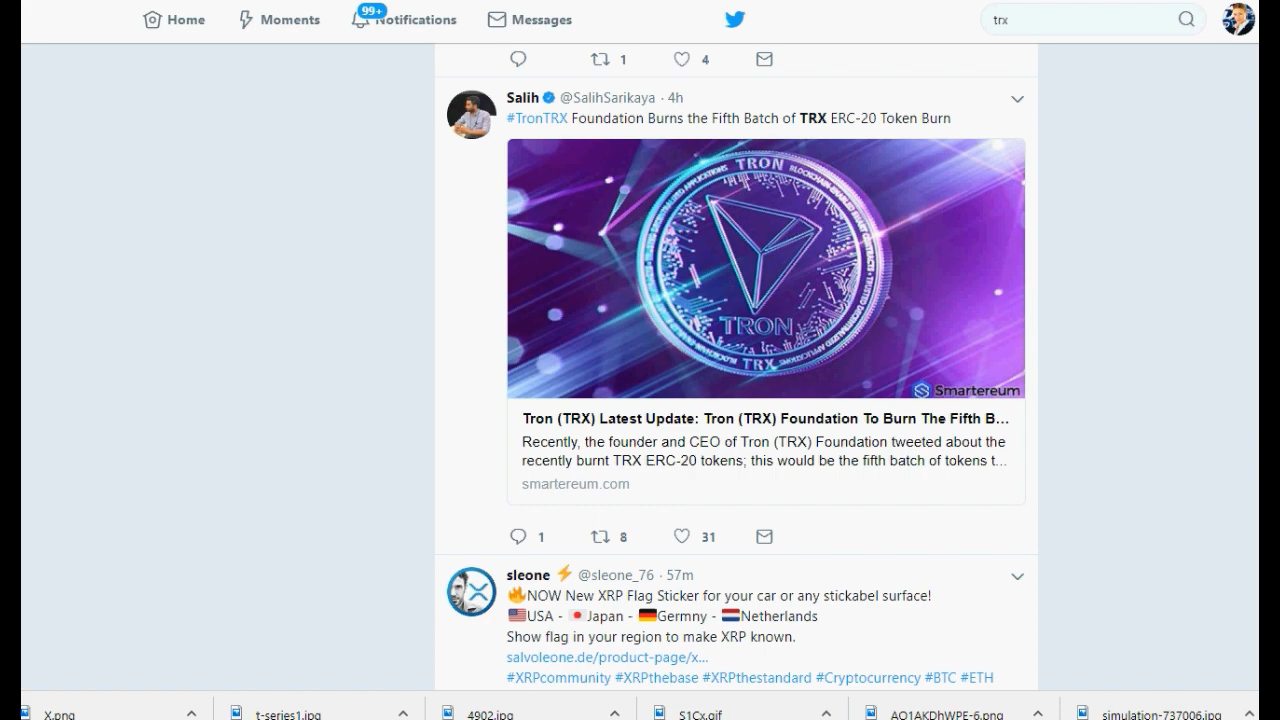 Home Moments 99+ Notifications Messages trx
1 4
Salih @SalihSarikaya · 4h
#TronTRX Foundation Burns the Fifth Batch of TRX ERC-20 Token Burn
TRON
TRON
TRX
Smartereum
Tron (TRX) Latest Update: Tron (TRX) Foundation To Burn The Fifth B...
Recently, the founder and CEO of Tron (TRX) Foundation tweeted about the
recently burnt TRX ERC-20 tokens; this would be the fifth batch of tokens t...
smartereum.com
1 8 31
sleone ⚡ @sleone_76 · 57m
🔥NOW New XRP Flag Sticker for your car or any stickabel surface!
🇺🇸USA - 🇯🇵Japan - 🇩🇪Germny - 🇳🇱Netherlands
Show flag in your region to make XRP known.
salvoleone.de/product-page/x...
#XRPcommunity #XRPthebase #XRPthestandard #Cryptocurrency #BTC #ETH
X.png t-series1.jpg 4902.jpg S1Cx.gif AO1AKDhWPE-6.png simulation-737006.jpg